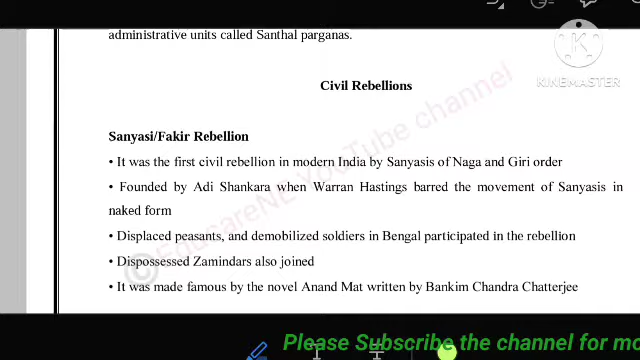 administrative units called Santhal parganas.
KINEMASTER
Civil Rebellions
Sanyasi/Fakir Rebellion
• It was the first civil rebellion in modern India by Sanyasis of Naga and Giri order
• Founded by Adi Shankara when Warran Hastings barred the movement of Sanyasis in
naked form
• Displaced peasants, and demobilized soldiers in Bengal participated in the rebellion
• Dispossessed Zamindars also joined
• It was made famous by the novel Anand Mat written by Bankim Chandra Chatterjee
©EducareNE YouTube channel
Please Subscribe the channel for mo